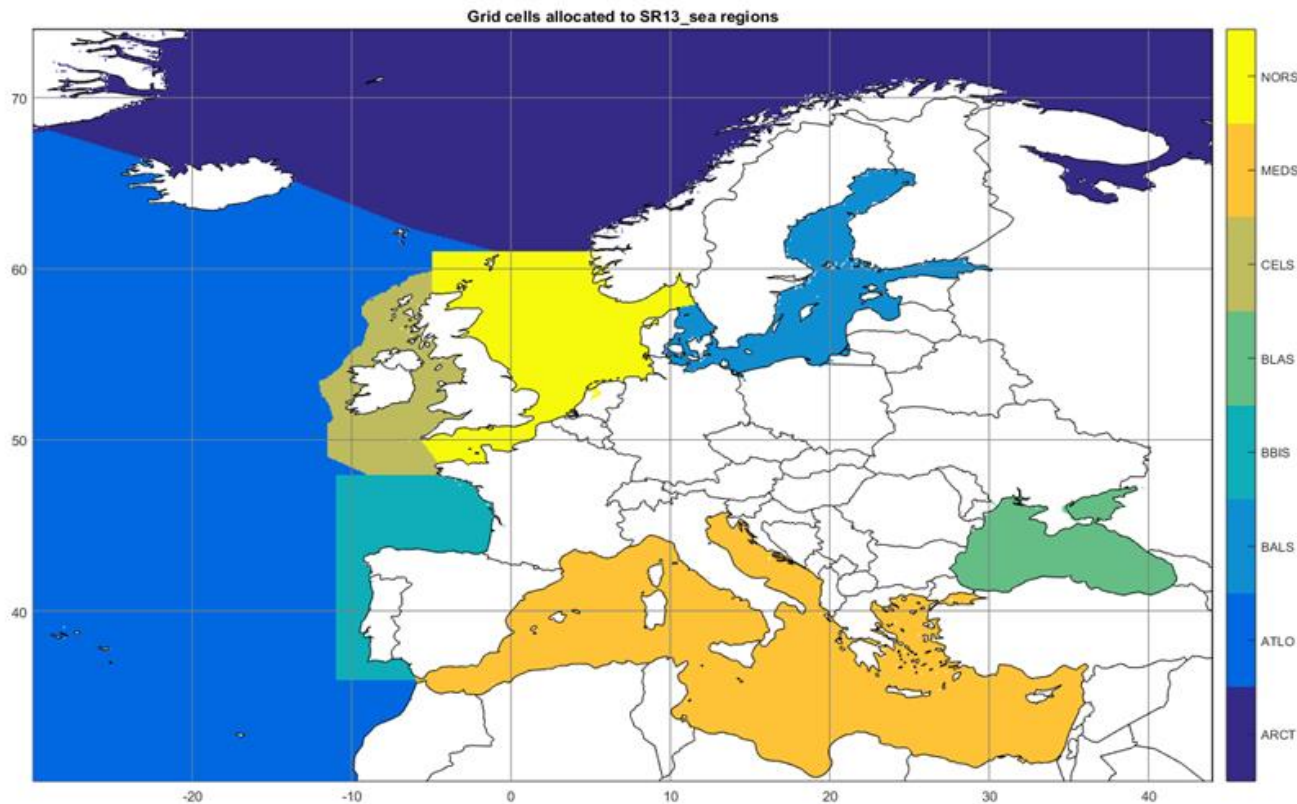 Grid cells allocated to SR13_sea regions
70
60
50
40
-20
-10
0
10
20
30
40
NORS
MEDS
CELS
BLAS
BBIS
BALS
ATLO
ARCT